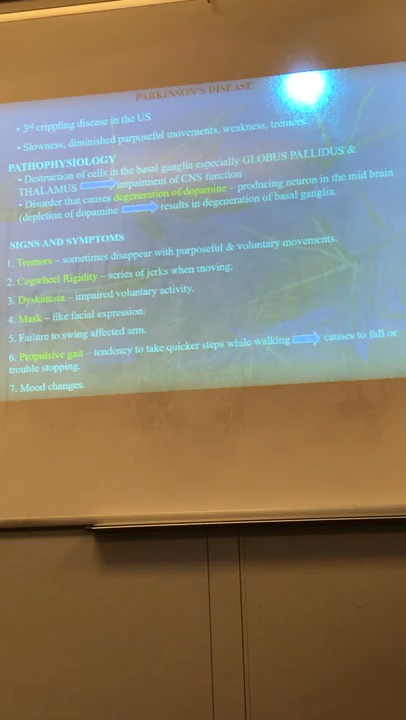 PARKINSON'S DISEASE
• 3rd crippling disease in the US
• Slowness, diminished purposeful movements, weakness, tremors.
PATHOPHYSIOLOGY
• Destruction of cells in the basal ganglia especially GLOBUS PALLIDUS &
THALAMUS impairment of CNS function
• Disorder that causes degeneration of dopamine – producing neuron in the mid brain
(depletion of dopamine results in degeneration of basal ganglia.
SIGNS AND SYMPTOMS
1. Tremors – sometimes disappear with purposeful & voluntary movements.
2. Cogwheel Rigidity – series of jerks when moving.
3. Dyskinesia – impaired voluntary activity.
4. Mask – like facial expression.
5. Failure to swing affected arm.
6. Propulsive gait – tendency to take quicker steps while walking causes to fall or
trouble stopping.
7. Mood changes.